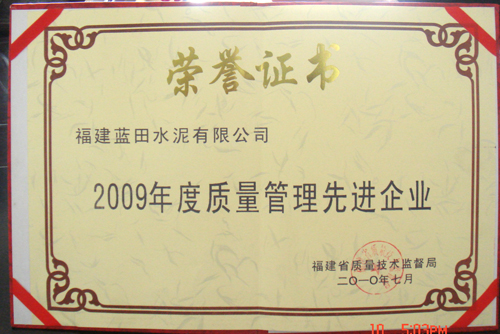 荣誉证书
福建蓝田水泥有限公司
2009年度质量管理先进企业
福建省质量技术监督局
二〇一〇年七月